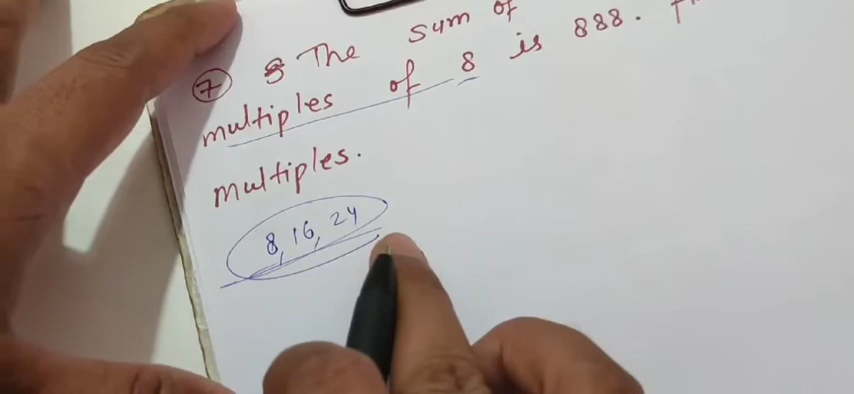 ⑦ The sum of
multiples of 8 is 888.
multiples.
8, 16, 24